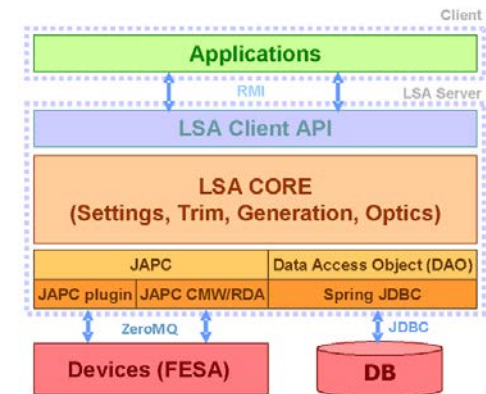 Client
Applications
RMI
LSA Server
LSA Client API
LSA CORE
(Settings, Trim, Generation, Optics)
JAPC
Data Access Object (DAO)
JAPC plugin
JAPC CMW/RDA
Spring JDBC
ZeroMQ
JDBC
Devices (FESA)
DB